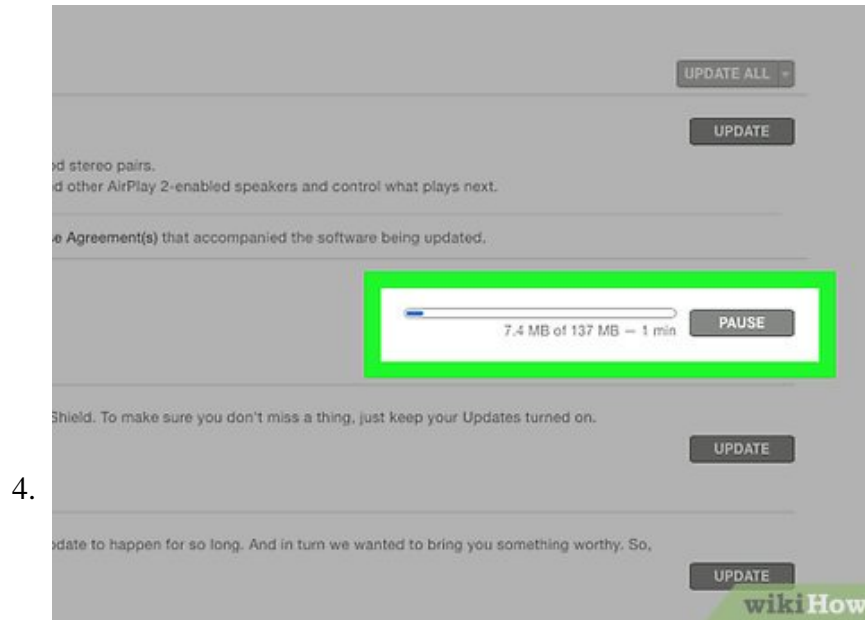 UPDATE ALL
UPDATE
d stereo pairs.
d other AirPlay 2-enabled speakers and control what plays next.
e Agreement(s) that accompanied the software being updated.
7.4 MB of 137 MB — 1 min
PAUSE
Shield. To make sure you don't miss a thing, just keep your Updates turned on.
UPDATE
4.
date to happen for so long. And in turn we wanted to bring you something worthy. So,
UPDATE
wikiHow